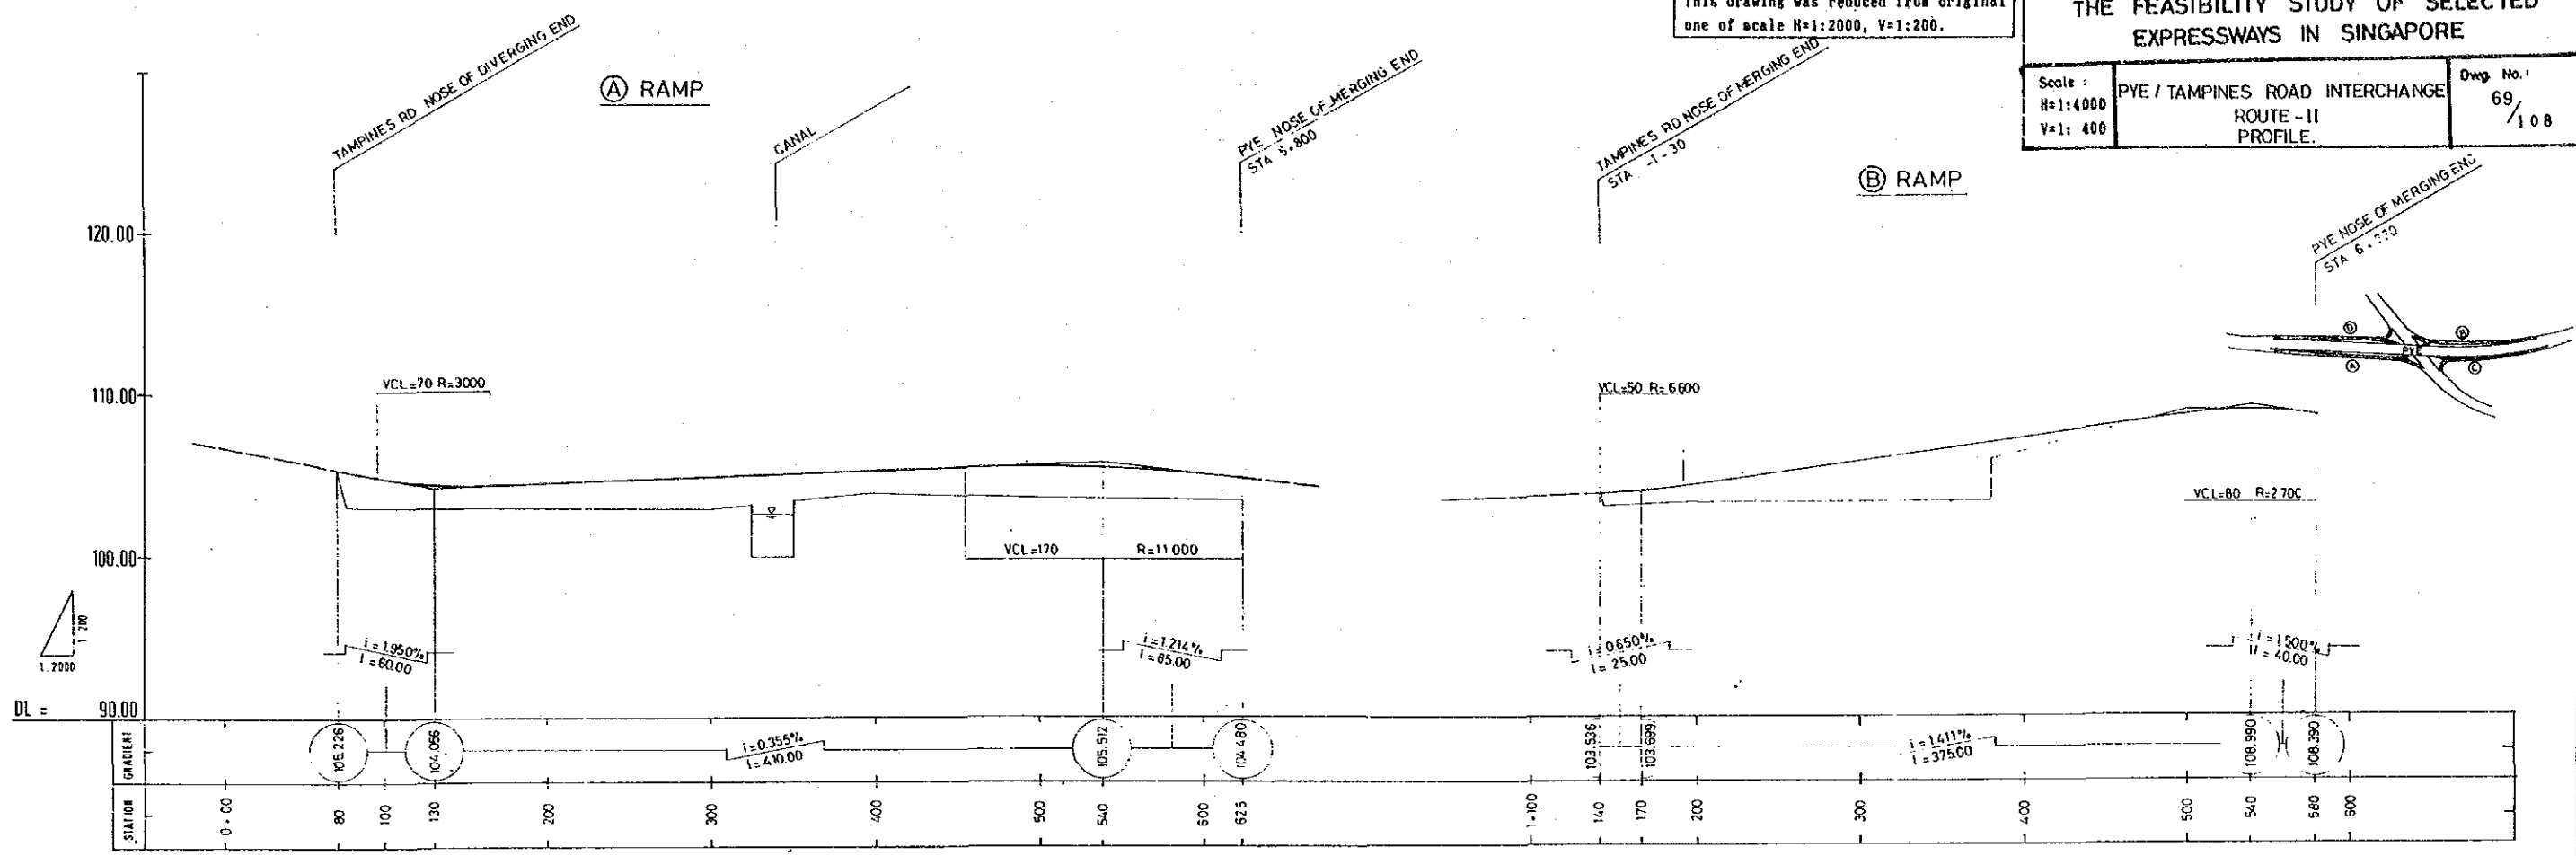 This drawing was reduced from original
one of scale H=1:2000, V=1:200.
THE FEASIBILITY STUDY OF SELECTED
EXPRESSWAYS IN SINGAPORE
Scale :
H=1:4000
V=1: 400
PYE / TAMPINES ROAD INTERCHANGE
ROUTE - II
PROFILE.
Dwg. No.:
69/108
TAMPINES RD NOSE OF DIVERGING END
Ⓐ RAMP
CANAL
PYE NOSE OF MERGING END
STA 5.800
TAMPINES RD NOSE OF MERGING END
STA -1-30
Ⓑ RAMP
PYE NOSE OF MERGING END
STA
120.00
110.00
100.00
DL = 90.00
VCL=70 R=3000
VCL=170 R=11000
VCL=50 R=6600
VCL=80 R=2700
D
B
PYE
A
C
1:200
1:2000
i=1.950%
l=60.00
i=1.214%
l=85.00
i=0.650%
l=25.00
i=1.500%
l=40.00
GRADIENT
105.226
104.056
i=0.355%
l=410.00
105.512
104.480
103.536
103.699
i=1.411%
l=375.00
108.990
108.390
STATION
0+00
80
100
130
200
300
400
500
540
600
625
1+100
140
170
200
300
400
500
540
580
600